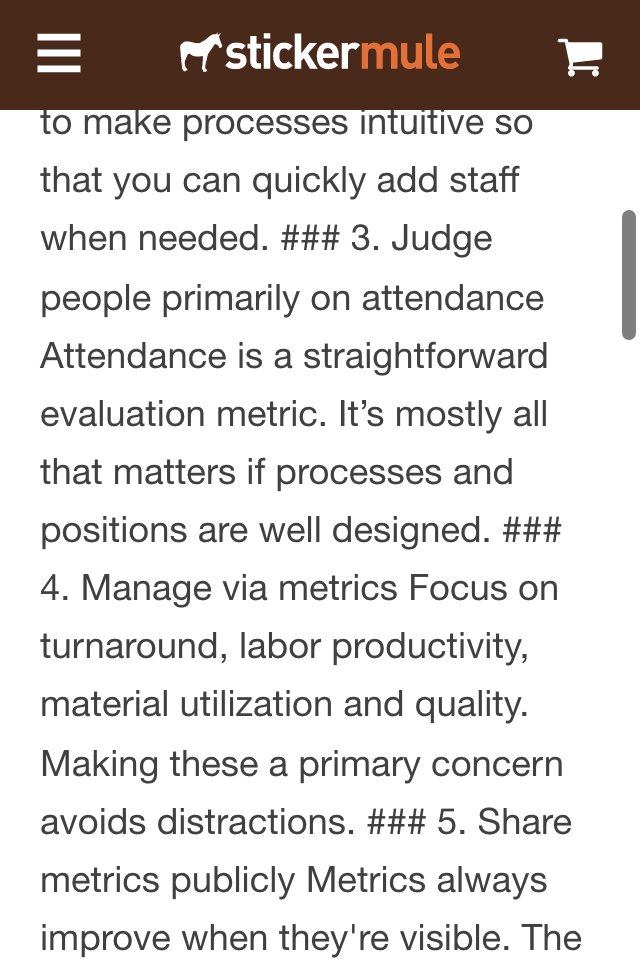 stickermule
to make processes intuitive so
that you can quickly add staff
when needed. ### 3. Judge
people primarily on attendance
Attendance is a straightforward
evaluation metric. It’s mostly all
that matters if processes and
positions are well designed. ###
4. Manage via metrics Focus on
turnaround, labor productivity,
material utilization and quality.
Making these a primary concern
avoids distractions. ### 5. Share
metrics publicly Metrics always
improve when they're visible. The